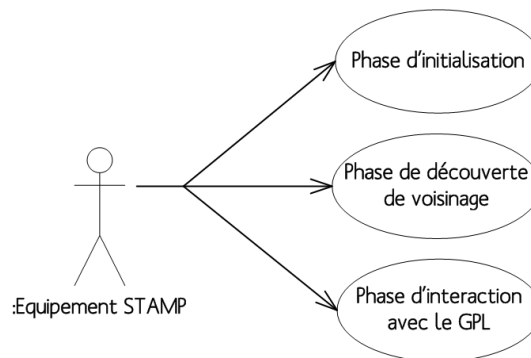 Phase d'initialisation
Phase de découverte
de voisinage
:Equipement STAMP
Phase d'interaction
avec le GPL